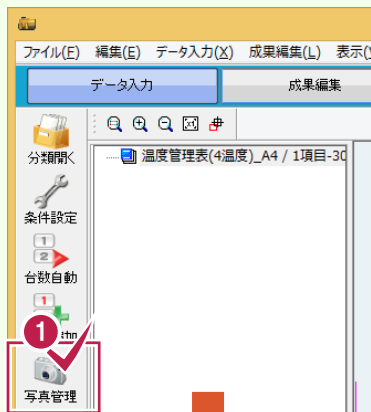 ファイル(F) 編集(E) データ入力(X) 成果編集(L) 表示(
データ入力 成果編集
分類開く
温度管理表(4温度)_A4 / 1項目-30
条件設定
1
2
台数自動
1
1
写真管理